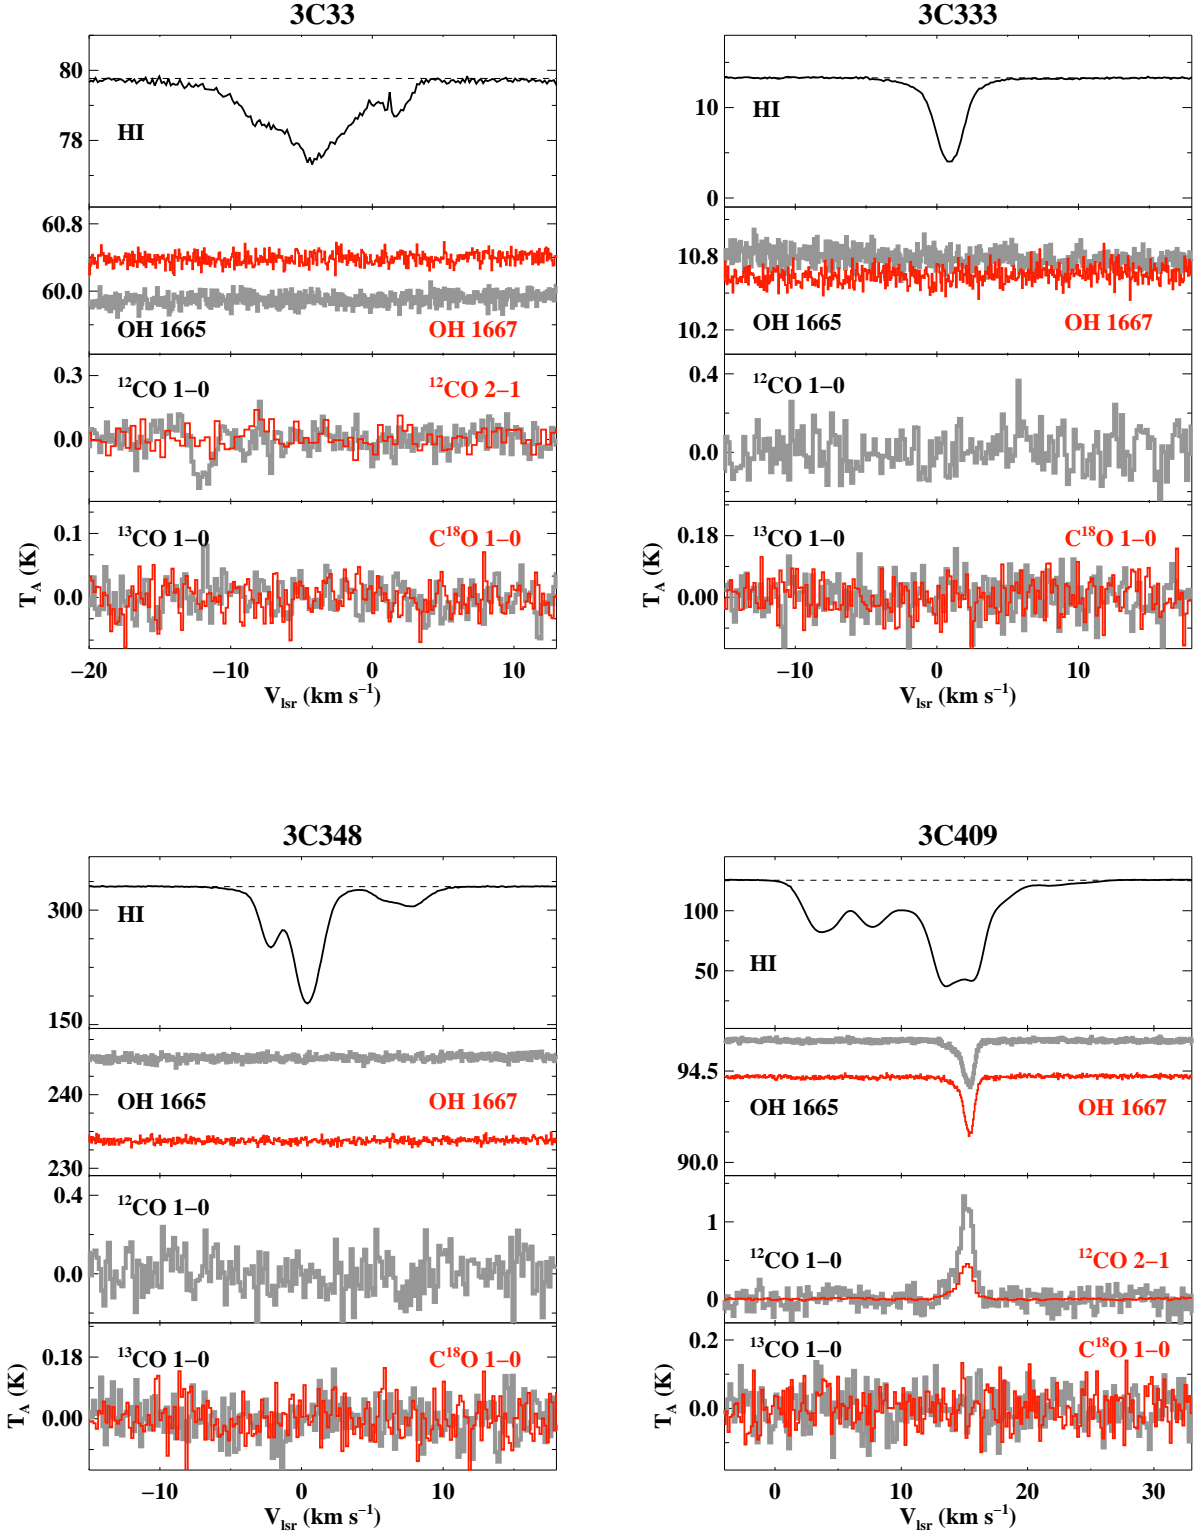 3C33
80
78
HI
60.8
60.0
OH 1665 OH 1667
0.3
0.0
¹²CO 1–0 ¹²CO 2–1
0.1
0.0
¹³CO 1–0 C¹⁸O 1–0
T_A (K)
–20 –10 0 10
V_lsr (km s⁻¹)
3C333
10
0
HI
10.8
10.2
OH 1665 OH 1667
0.4
0.0
¹²CO 1–0
0.18
0.00
¹³CO 1–0 C¹⁸O 1–0
T_A (K)
–10 0 10
V_lsr (km s⁻¹)
3C348
300
150
HI
240
230
OH 1665 OH 1667
0.4
0.0
¹²CO 1–0
0.18
0.00
¹³CO 1–0 C¹⁸O 1–0
T_A (K)
–10 0 10
V_lsr (km s⁻¹)
3C409
100
50
HI
94.5
90.0
OH 1665 OH 1667
1
0
¹²CO 1–0 ¹²CO 2–1
0.2
0.0
¹³CO 1–0 C¹⁸O 1–0
T_A (K)
0 10 20 30
V_lsr (km s⁻¹)